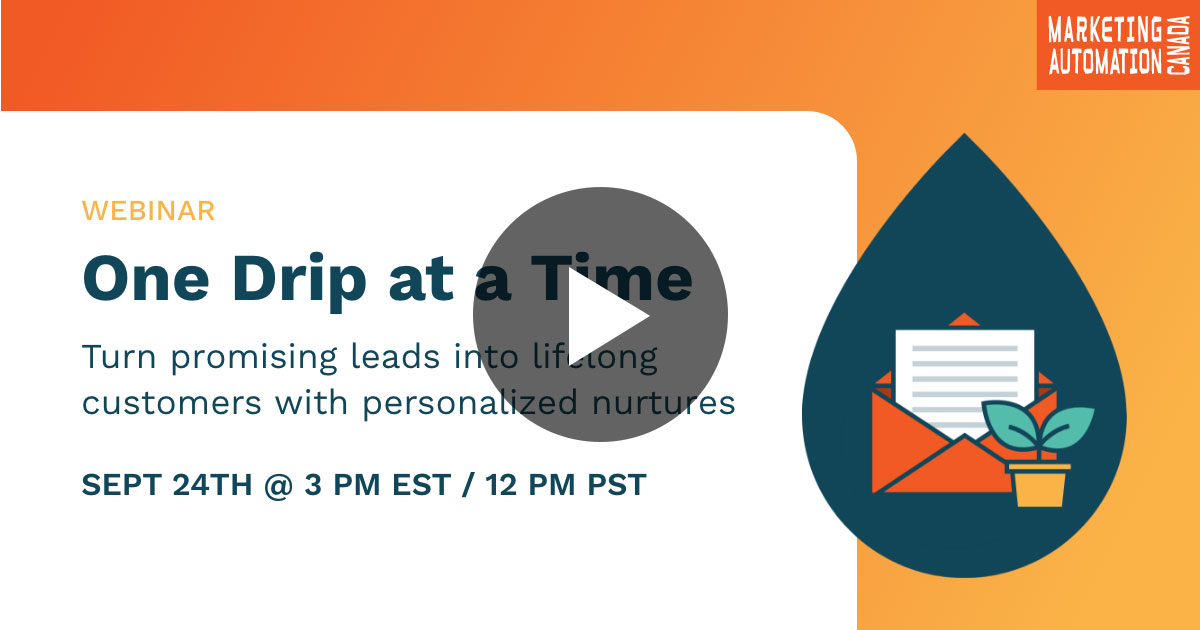 MARKETING
AUTOMATION
CANADA
WEBINAR
One Drip at a Time
Turn promising leads into lifelong
customers with personalized nurtures
SEPT 24TH @ 3 PM EST / 12 PM PST